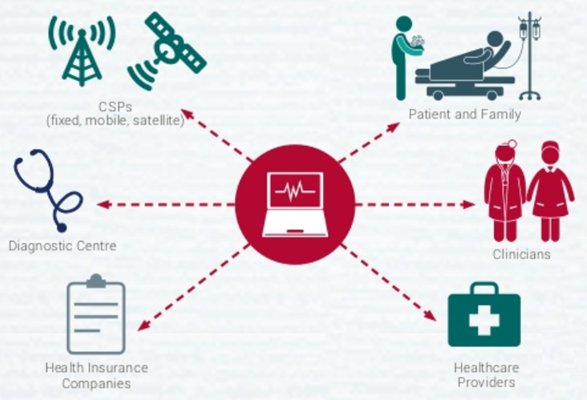 CSPs
(fixed, mobile, satellite)
Patient and Family
Diagnostic Centre
Clinicians
Health Insurance
Companies
Healthcare
Providers